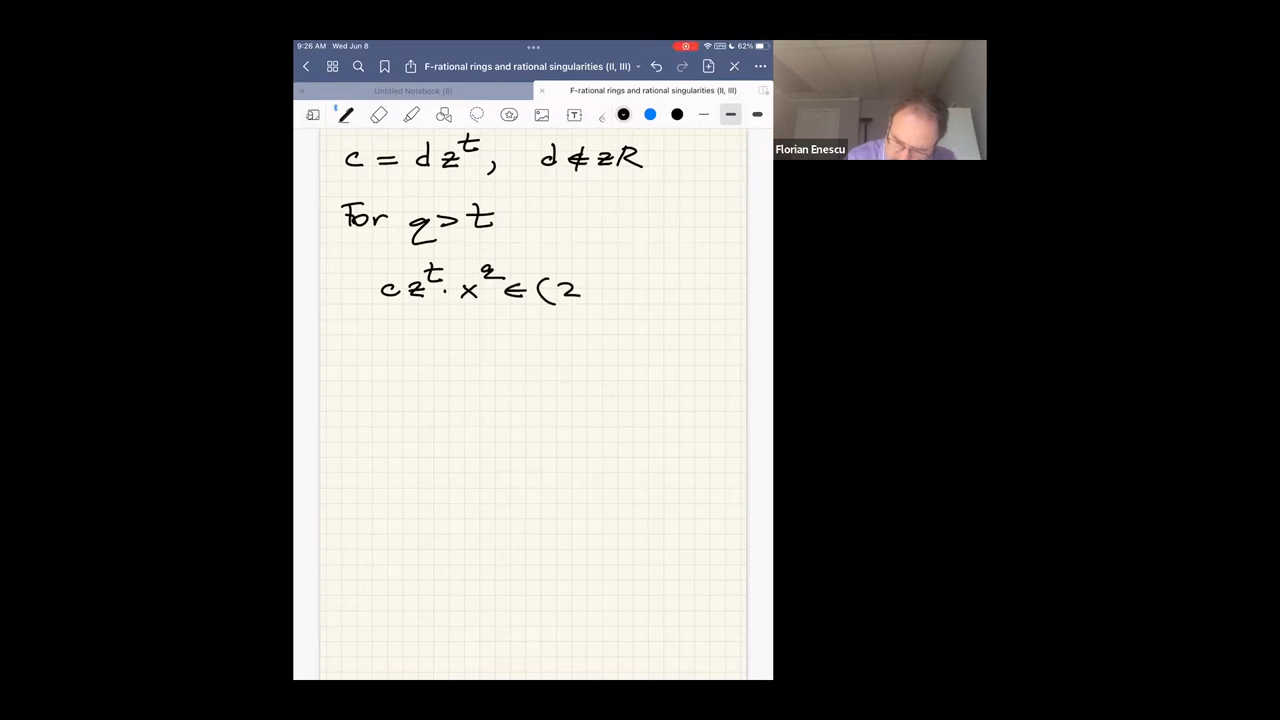 9:26 AM Wed Jun 8
62%
F-rational rings and rational singularities (II, III)
Untitled Notebook (8)
F-rational rings and rational singularities (II, III)
c = d z^t, d ∉ zR
For q > t
c z^t · x^q ∈ (z
Florian Enescu